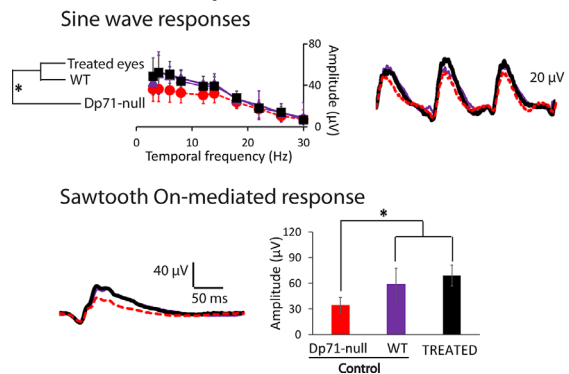 Sine wave responses
Treated eyes
WT
*
Dp71-null
80
40
0
Amplitude (µV)
0 10 20 30
Temporal frequency (Hz)
20 µV
Sawtooth On-mediated response
40 µV
50 ms
*
120
90
60
30
0
Amplitude (µV)
Dp71-null WT TREATED
Control